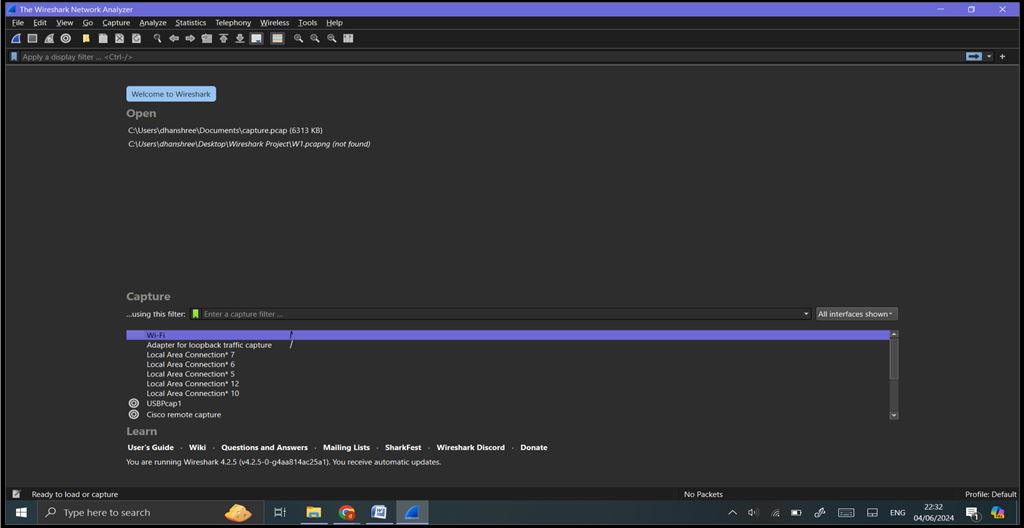 The Wireshark Network Analyzer
File Edit View Go Capture Analyze Statistics Telephony Wireless Tools Help
Apply a display filter ... <Ctrl-/>
Welcome to Wireshark
Open
C:\Users\dhanshree\Documents\capture.pcap (6313 KB)
C:\Users\dhanshree\Desktop\Wireshark Project\W1.pcapng (not found)
Capture
...using this filter: Enter a capture filter ... All interfaces shown
Wi-Fi
Adapter for loopback traffic capture
Local Area Connection* 7
Local Area Connection* 6
Local Area Connection* 5
Local Area Connection* 12
Local Area Connection* 10
USBPcap1
Cisco remote capture
Learn
User's Guide · Wiki · Questions and Answers · Mailing Lists · SharkFest · Wireshark Discord · Donate
You are running Wireshark 4.2.5 (v4.2.5-0-g4aa814ac25a1). You receive automatic updates.
Ready to load or capture No Packets Profile: Default
Type here to search ENG 22:32
04/06/2024 1